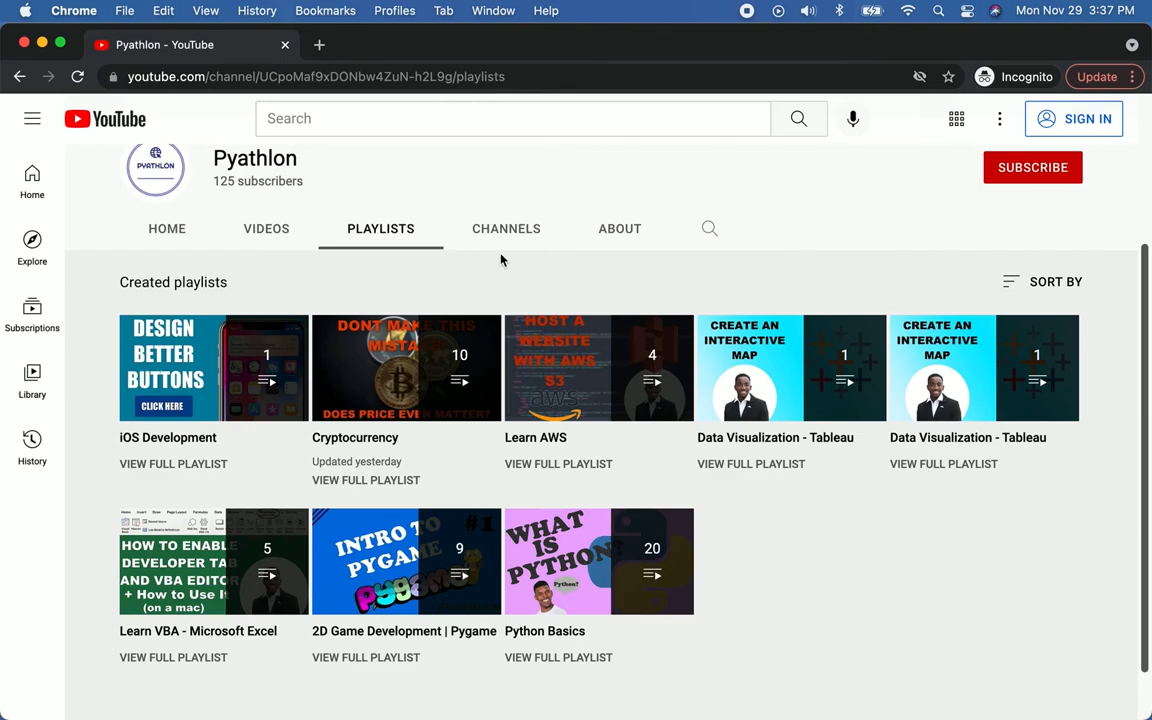 Chrome File Edit View History Bookmarks Profiles Tab Window Help Mon Nov 29 3:37 PM
Pyathlon - YouTube
youtube.com/channel/UCpoMaf9xDONbw4ZuN-h2L9g/playlists Incognito Update
YouTube Search SIGN IN
Home
Explore
Subscriptions
Library
History
PYATHLON
Pyathlon
125 subscribers
SUBSCRIBE
HOME VIDEOS PLAYLISTS CHANNELS ABOUT
Created playlists SORT BY
DESIGN
BETTER
BUTTONS
CLICK HERE
1
iOS Development
VIEW FULL PLAYLIST
DONT MAKE THIS
MISTA
DOES PRICE EVEN MATTER?
10
Cryptocurrency
Updated yesterday
VIEW FULL PLAYLIST
HOST A
WEBSITE
WITH AWS
S3
aws
4
Learn AWS
VIEW FULL PLAYLIST
CREATE AN
INTERACTIVE
MAP
1
Data Visualization - Tableau
VIEW FULL PLAYLIST
CREATE AN
INTERACTIVE
MAP
1
Data Visualization - Tableau
VIEW FULL PLAYLIST
HOW TO ENABLE
DEVELOPER TAB
AND VBA EDITOR
+ How to Use It
(on a mac)
5
Learn VBA - Microsoft Excel
VIEW FULL PLAYLIST
INTRO TO #1
PYGAME
Pygame
9
2D Game Development | Pygame
VIEW FULL PLAYLIST
WHAT
IS
PYTHON?
Python?
20
Python Basics
VIEW FULL PLAYLIST